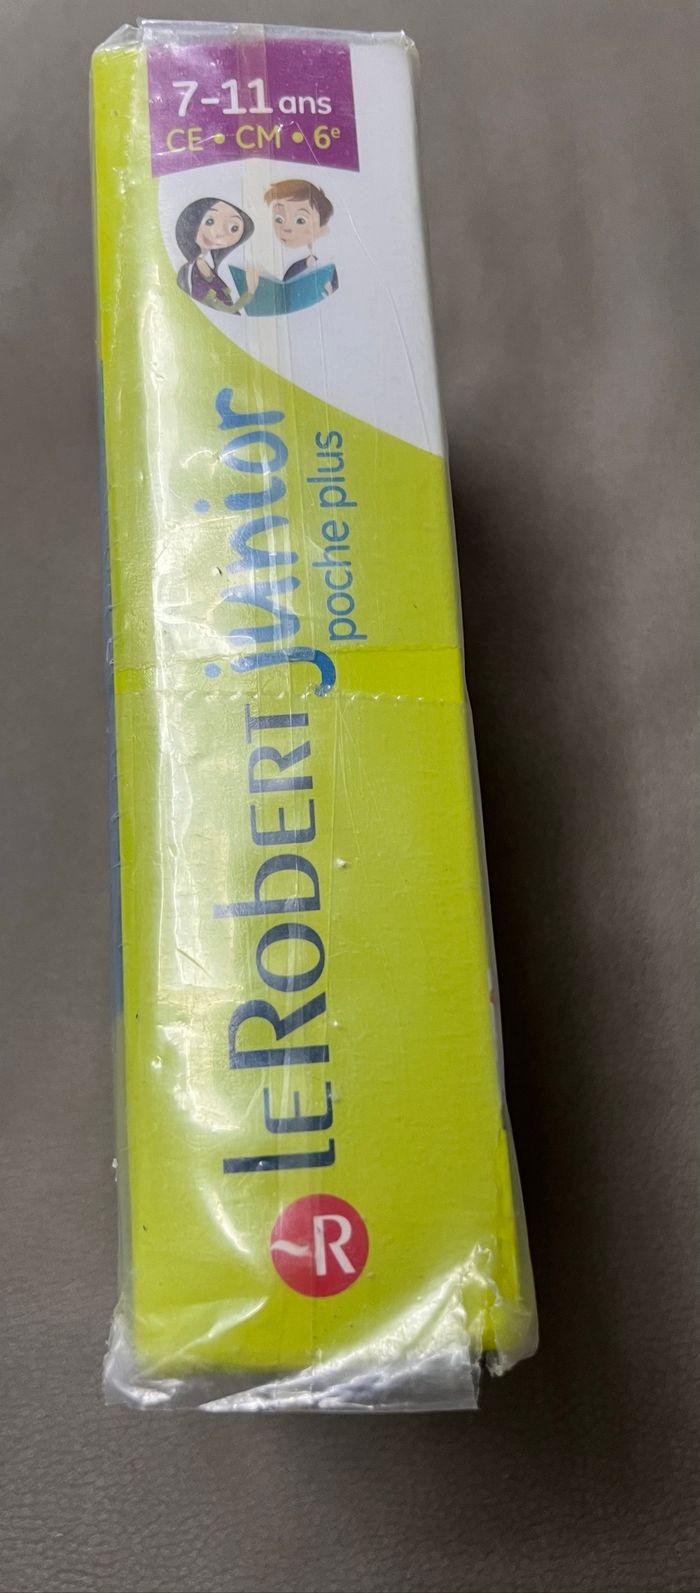 7-11 ans
CE • CM • 6e
LE ROBERT junior
poche plus
~R